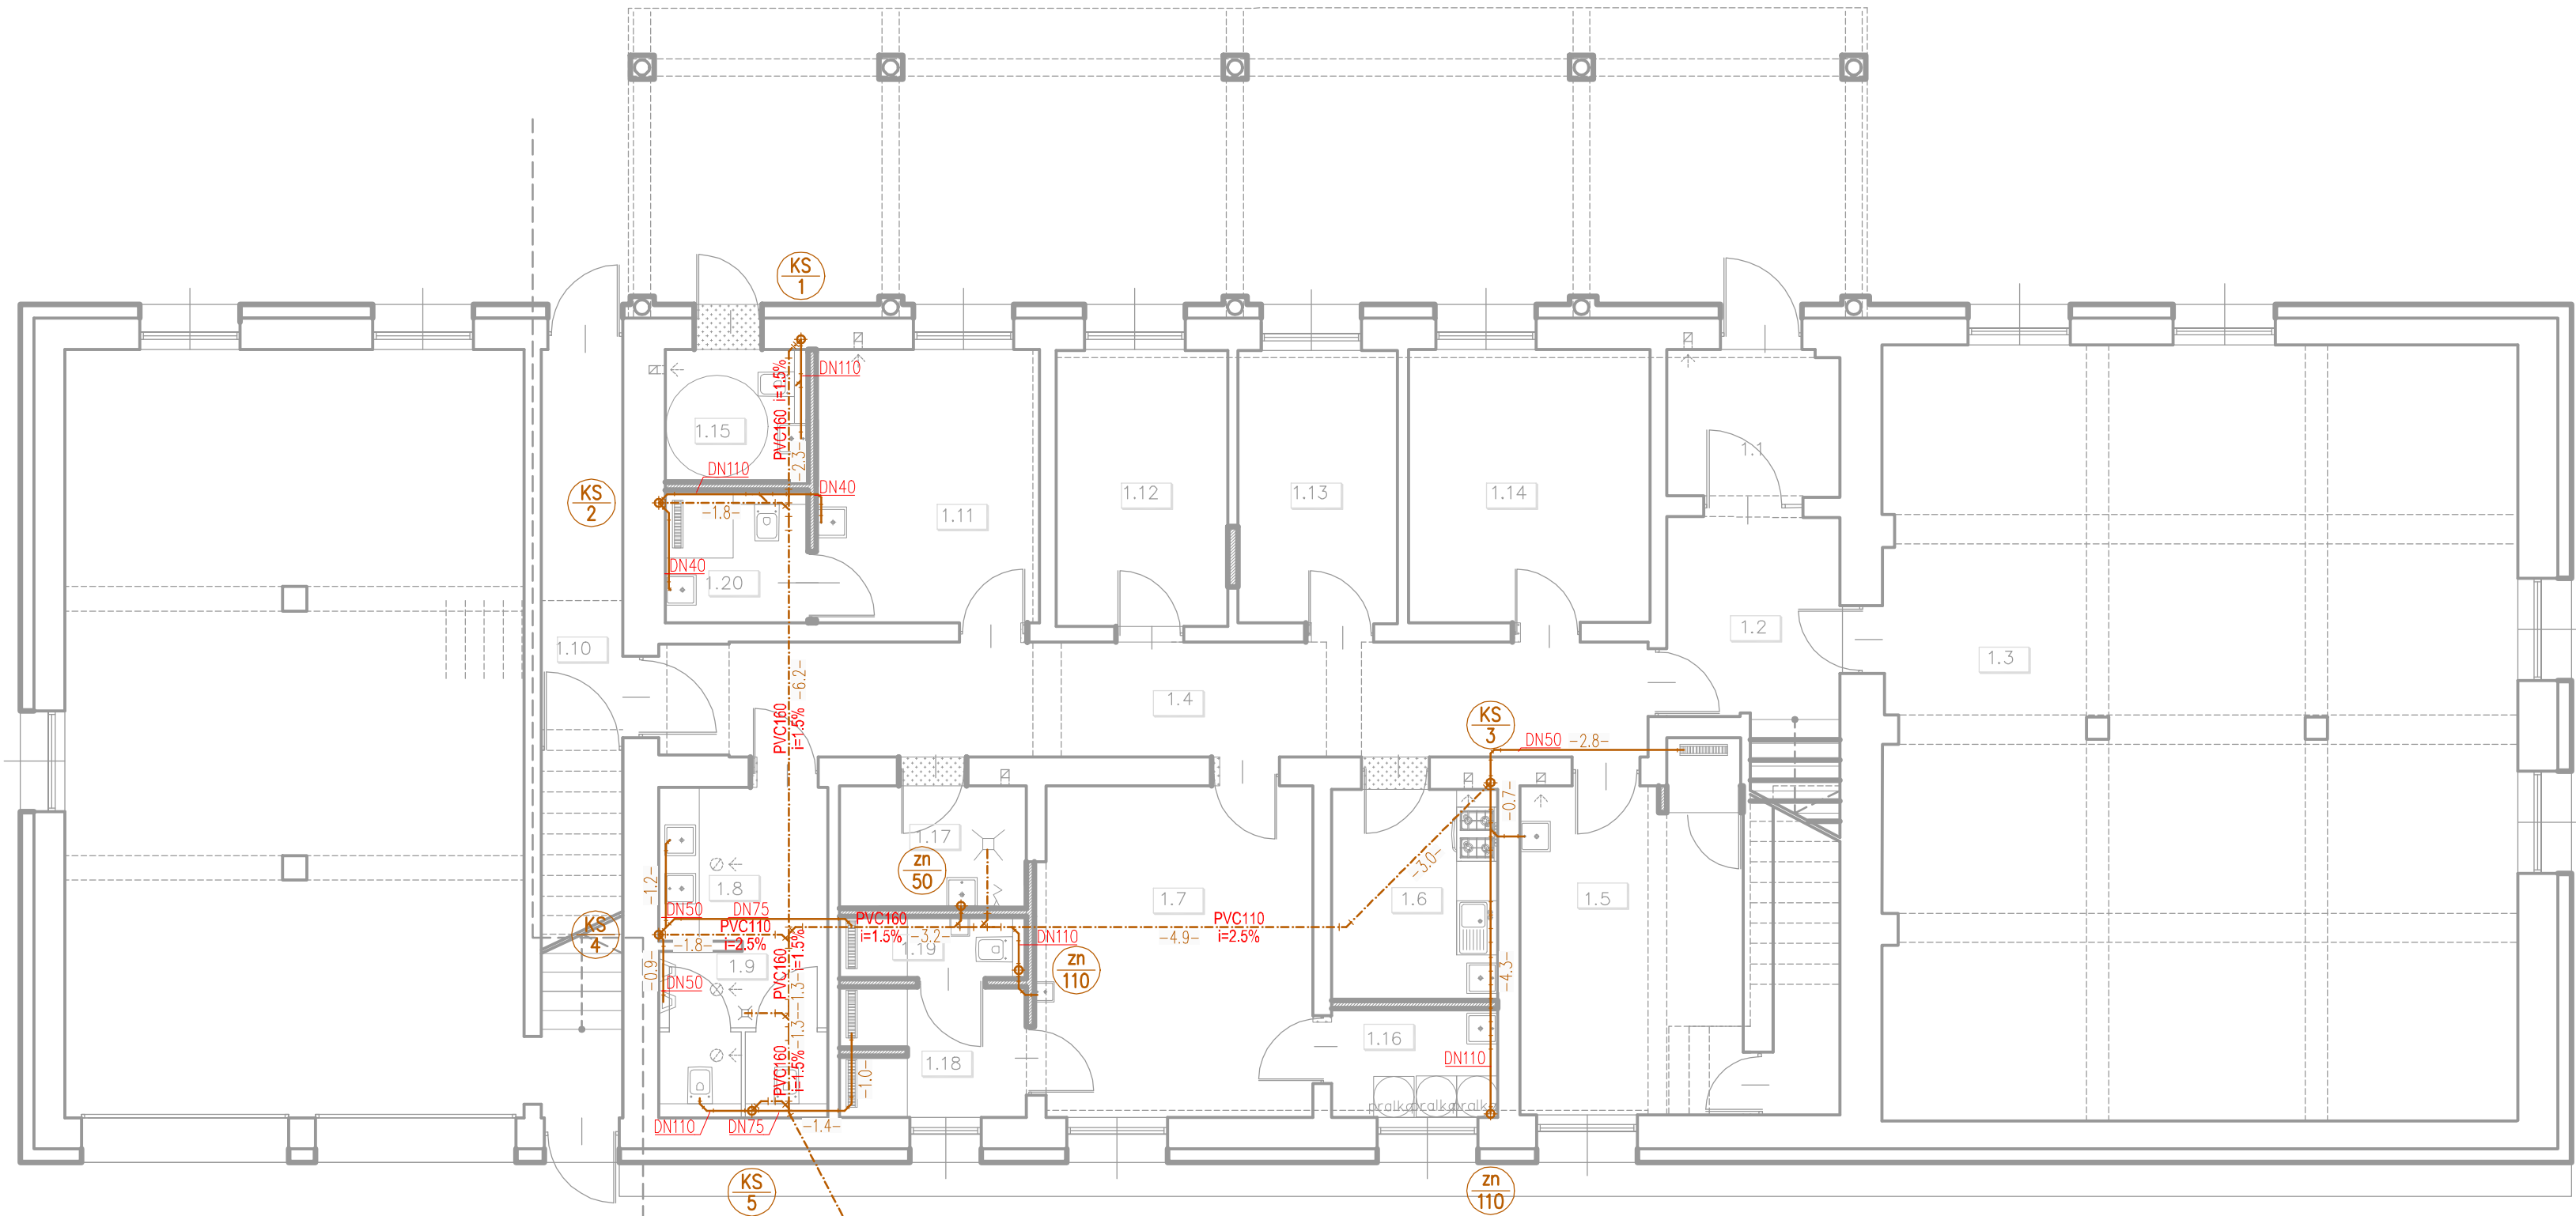 KS
1
DN110
PVC160 i=1.5%
-2.3-
1.15
DN110
KS
2
DN40
-1.8-
1.11
1.12
1.13
1.14
1.1
DN40
1.20
1.10
1.2
1.3
-6.2-
PVC160
i=1.5%
1.4
KS
3
DN50
-2.8-
-0.7-
1.17
zn
50
-3.0-
-1.2-
1.8
1.7
1.6
1.5
DN50
DN75
KS
4
PVC110
i=2.5%
-1.8-
PVC160
i=1.5%
-3.2-
1.19
PVC110
i=2.5%
-4.9-
DN110
zn
110
-0.9-
1.9
DN50
PVC160
i=1.5%
-1.3-
-1.3-
-4.3-
1.16
DN110
1.18
-1.0-
PVC160
i=1.5%
pralka
pralka
pralka
DN110
DN75
-1.4-
KS
5
zn
110